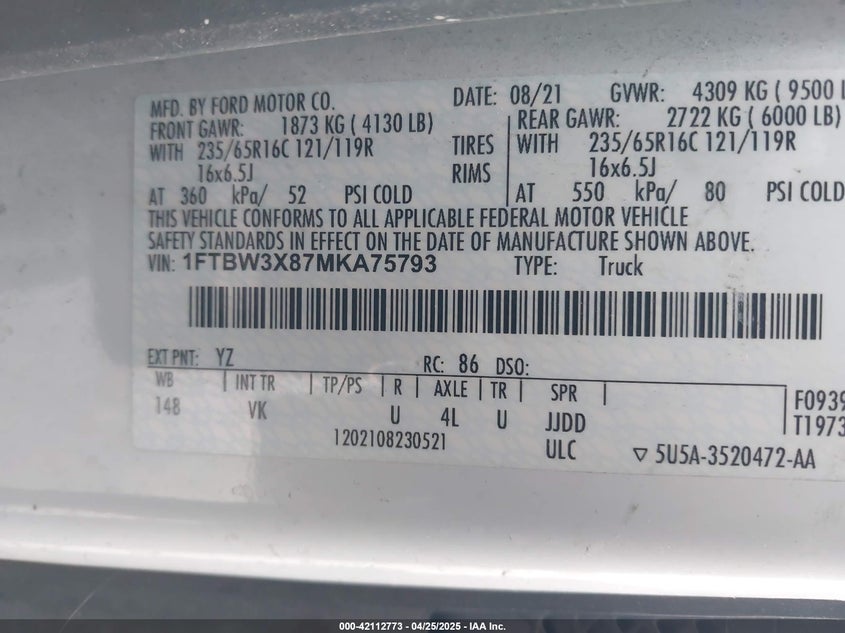 MFD. BY FORD MOTOR CO. DATE: 08/21 GVWR: 4309 KG ( 9500 L
FRONT GAWR: 1873 KG ( 4130 LB) REAR GAWR: 2722 KG ( 6000 LB)
WITH 235/65R16C 121/119R TIRES WITH 235/65R16C 121/119R
16x6.5J RIMS 16x6.5J
AT 360 kPa/ 52 PSI COLD AT 550 kPa/ 80 PSI COLD
THIS VEHICLE CONFORMS TO ALL APPLICABLE FEDERAL MOTOR VEHICLE
SAFETY STANDARDS IN EFFECT ON THE DATE OF MANUFACTURE SHOWN ABOVE.
VIN: 1FTBW3X87MKA75793 TYPE: Truck
EXT PNT: YZ RC: 86 DSO:
WB INT TR TP/PS R AXLE TR SPR
148 VK U 4L U JJDD
F0939
T1973
1202108230521 ULC 5U5A-3520472-AA
000-42112773 - 04/25/2025 - IAA Inc.